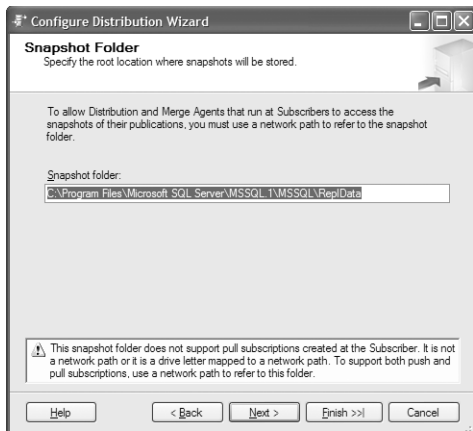 Configure Distribution Wizard
Snapshot Folder
Specify the root location where snapshots will be stored.
To allow Distribution and Merge Agents that run at Subscribers to access the
snapshots of their publications, you must use a network path to refer to the snapshot
folder.
Snapshot folder:
C:\Program Files\Microsoft SQL Server\MSSQL.1\MSSQL\ReplData
This snapshot folder does not support pull subscriptions created at the Subscriber. It is not
a network path or it is a drive letter mapped to a network path. To support both push and
pull subscriptions, use a network path to refer to this folder.
Help
< Back
Next >
Finish >>|
Cancel